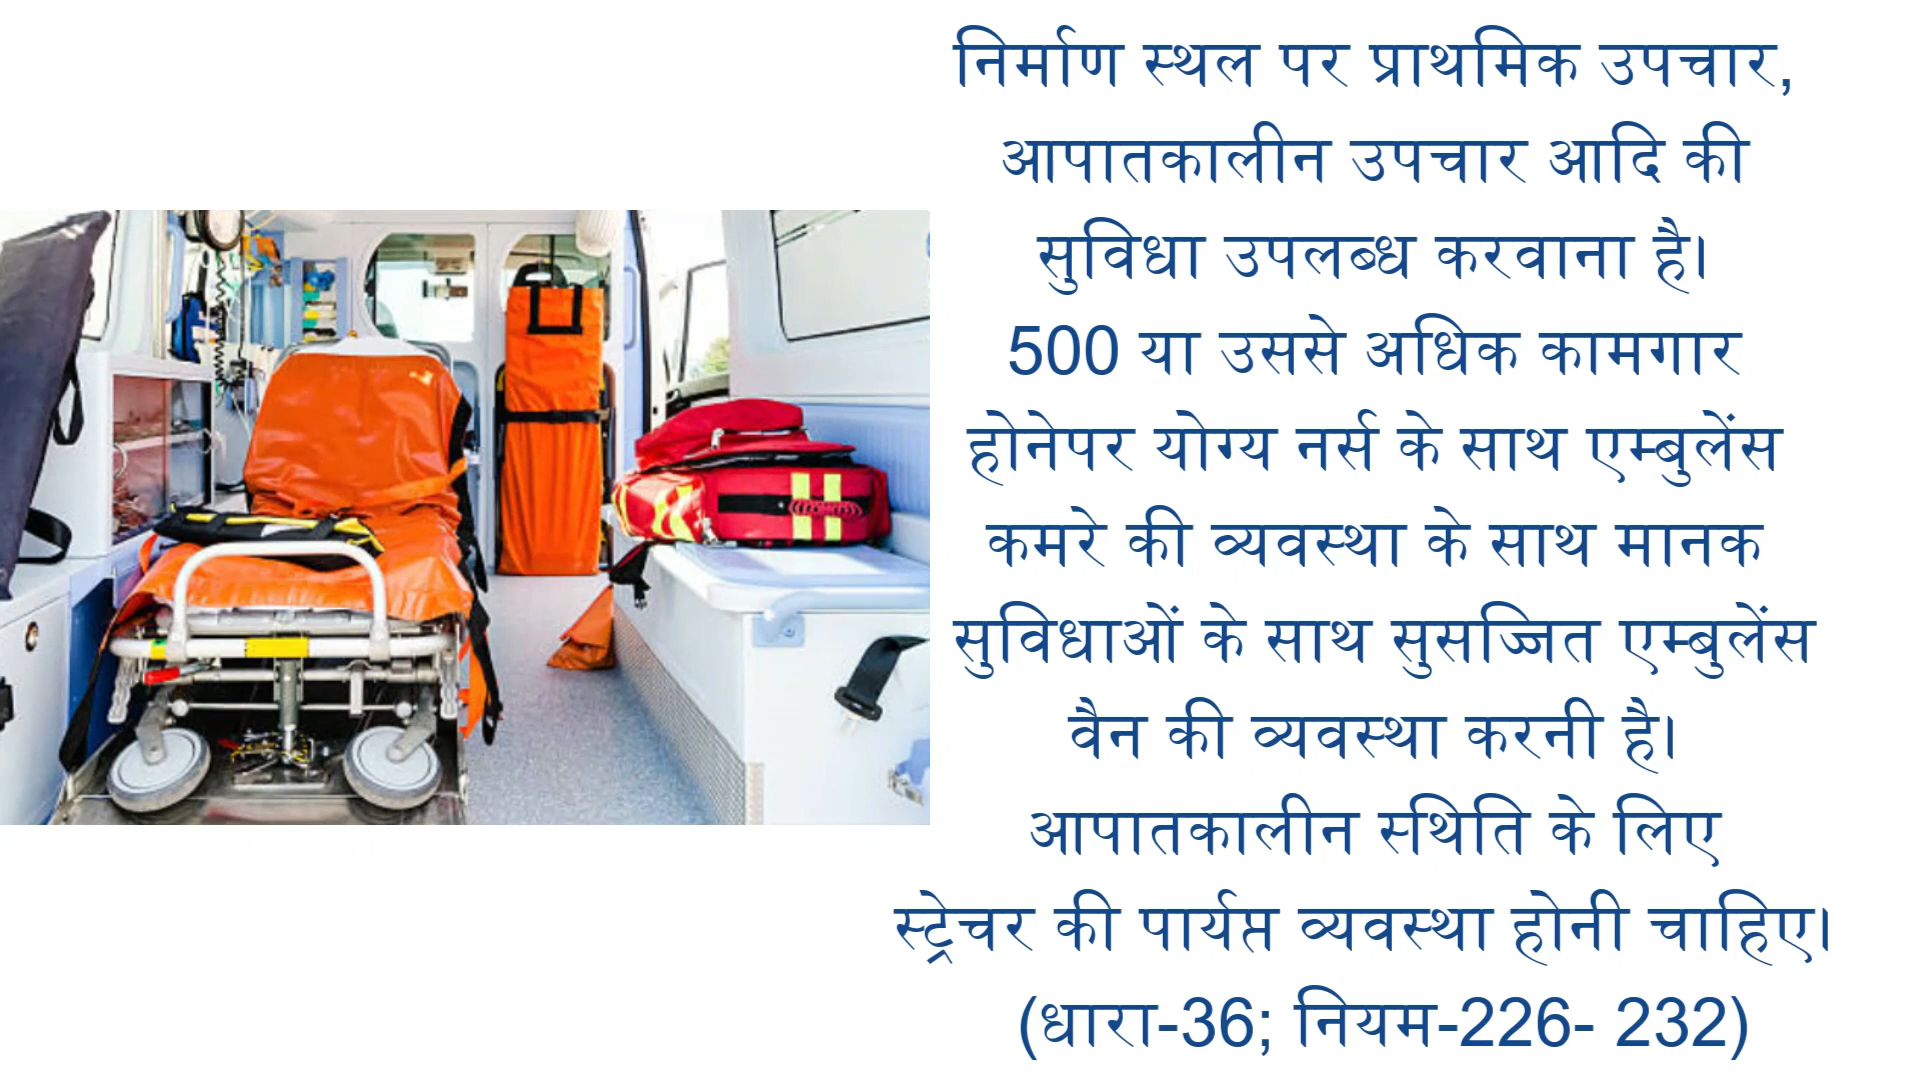 निर्माण स्थल पर प्राथमिक उपचार,
आपातकालीन उपचार आदि की
सुविधा उपलब्ध करवाना है।
500 या उससे अधिक कामगार
होनेपर योग्य नर्स के साथ एम्बुलेंस
कमरे की व्यवस्था के साथ मानक
सुविधाओं के साथ सुसज्जित एम्बुलेंस
वैन की व्यवस्था करनी है।
आपातकालीन स्थिति के लिए
स्ट्रेचर की पार्यप्त व्यवस्था होनी चाहिए।
(धारा-36; नियम-226- 232)